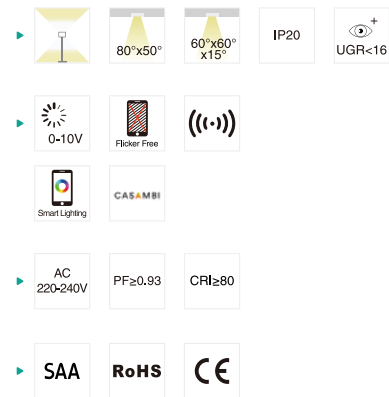 80°x50°
60°x60°
x15°
IP20
+
UGR<16
0-10V
Flicker Free
Smart Lighting
CASAMBI
AC
220-240V
PF≥0.93
CRI≥80
SAA
RoHS
CE